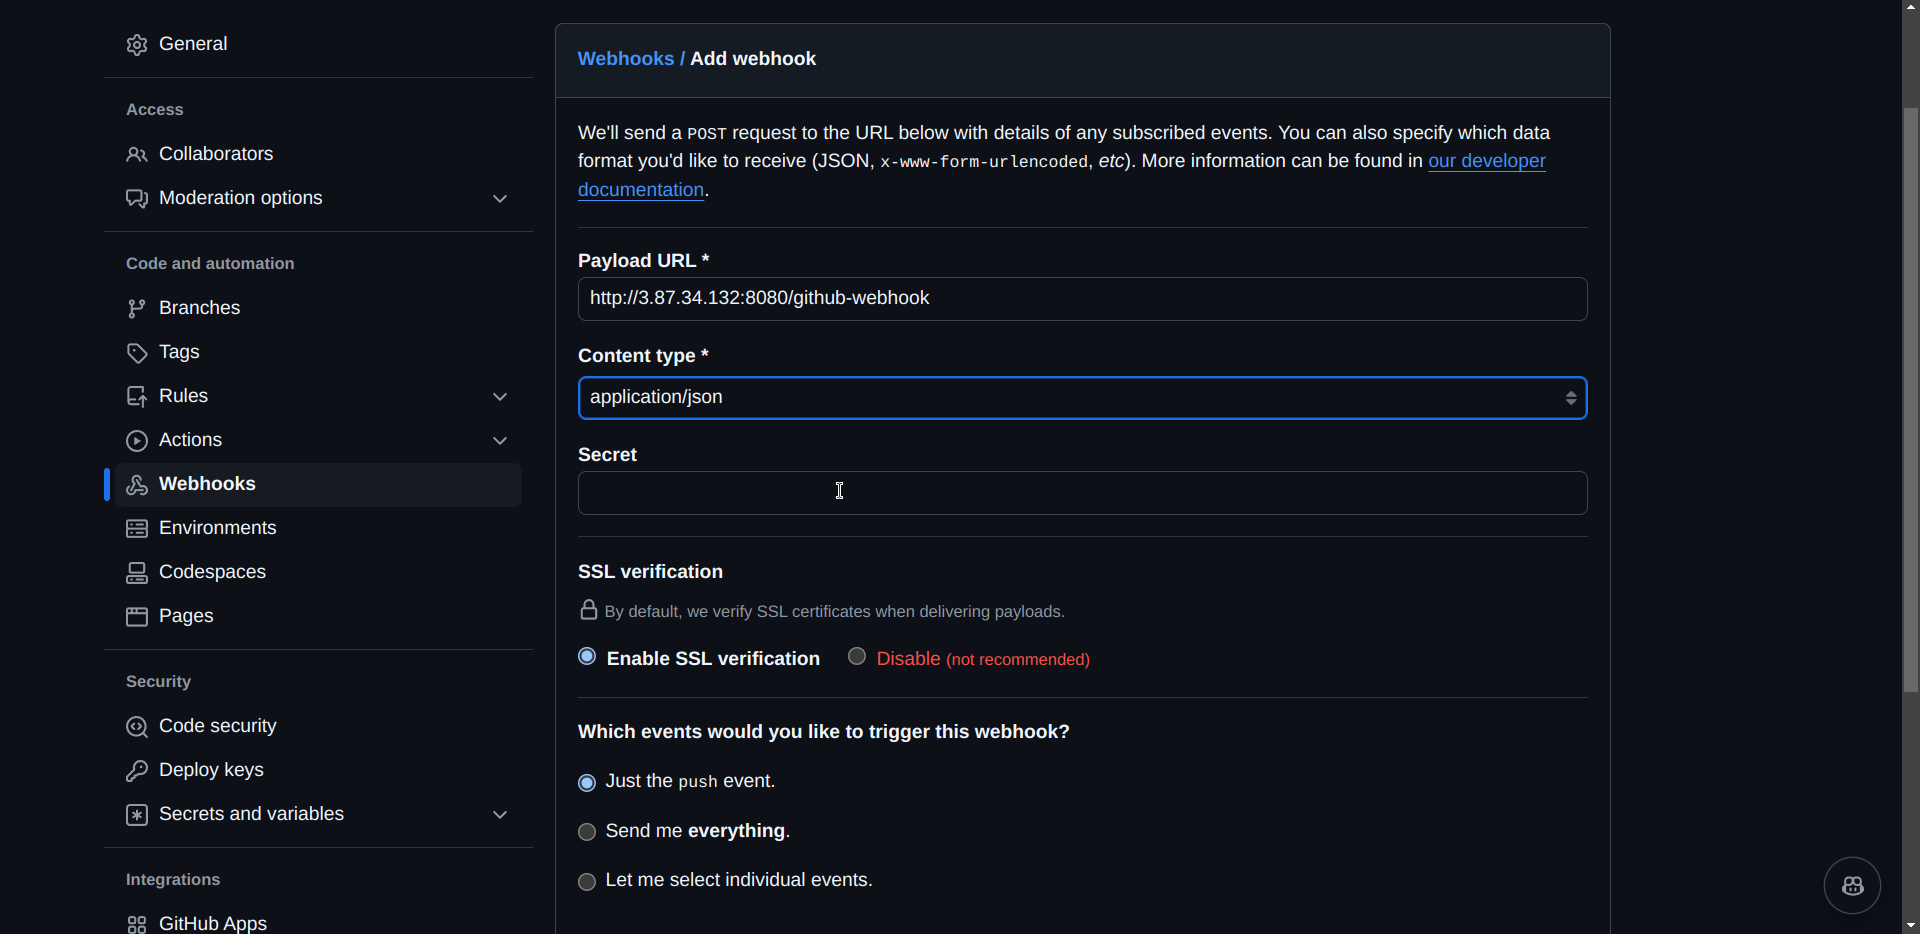 General
Access
Collaborators
Moderation options
Code and automation
Branches
Tags
Rules
Actions
Webhooks
Environments
Codespaces
Pages
Security
Code security
Deploy keys
Secrets and variables
Integrations
GitHub Apps
Webhooks / Add webhook
We'll send a POST request to the URL below with details of any subscribed events. You can also specify which data
format you'd like to receive (JSON, x-www-form-urlencoded, etc). More information can be found in our developer
documentation.
Payload URL *
http://3.87.34.132:8080/github-webhook
Content type *
application/json
Secret
SSL verification
By default, we verify SSL certificates when delivering payloads.
Enable SSL verification Disable (not recommended)
Which events would you like to trigger this webhook?
Just the push event.
Send me everything.
Let me select individual events.